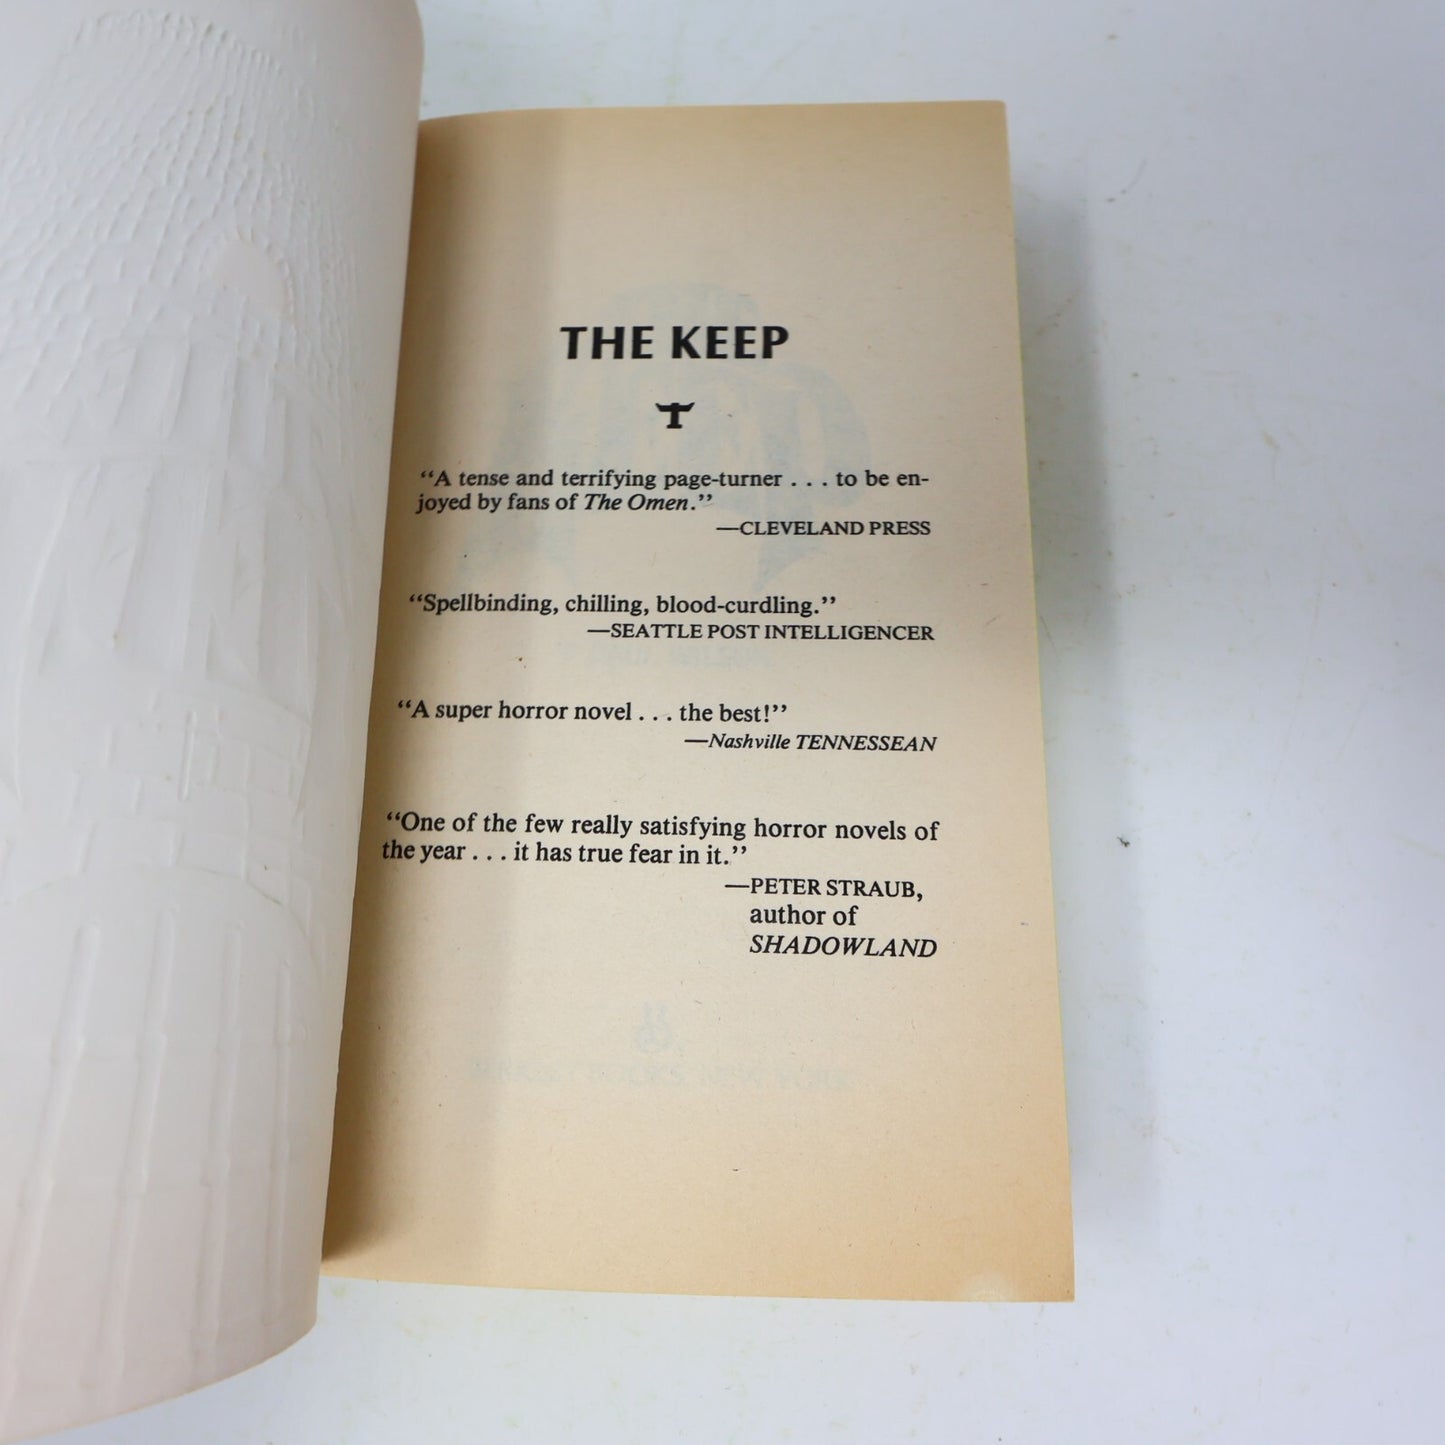 THE KEEP
“A tense and terrifying page-turner . . . to be en-
joyed by fans of The Omen.”
—CLEVELAND PRESS
“Spellbinding, chilling, blood-curdling.”
—SEATTLE POST INTELLIGENCER
“A super horror novel . . . the best!”
—Nashville TENNESSEAN
“One of the few really satisfying horror novels of
the year . . . it has true fear in it.”
—PETER STRAUB,
author of
SHADOWLAND